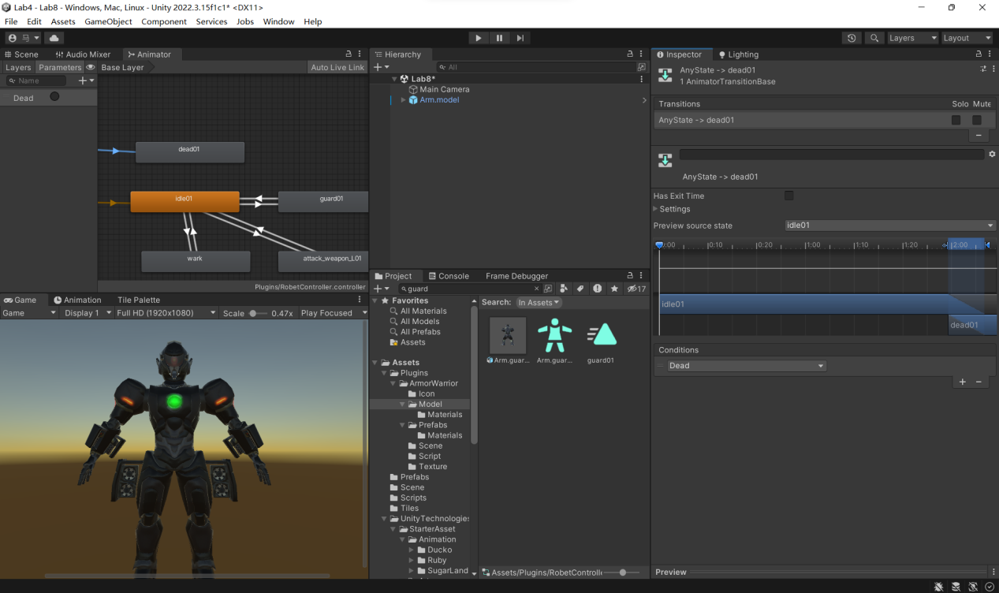 Lab4 - Lab8 - Windows, Mac, Linux - Unity 2022.3.15f1c1* <DX11>
File Edit Assets GameObject Component Services Jobs Window Help
马 Layers Layout
Scene Audio Mixer Animator
Layers Parameters Base Layer Auto Live Link
Name
Dead
dead01
idle01
guard01
wark
attack_weapon_L01
Plugins/RobetController.controller
Game Animation Tile Palette
Game Display 1 Full HD (1920x1080) Scale 0.47x Play Focused
Hierarchy
All
Lab8*
Main Camera
Arm.model
Project Console Frame Debugger
guard 17
Favorites
All Materials
All Models
All Prefabs
Assets
Assets
Plugins
ArmorWarrior
Icon
Model
Materials
Prefabs
Materials
Scene
Script
Texture
Prefabs
Scene
Scripts
Tiles
UnityTechnologies
StarterAsset
Animation
Ducko
Ruby
SugarLand
Search: In Assets
Arm.guar... Arm.guar... guard01
Assets/Plugins/RobetControll
Inspector Lighting
AnyState -> dead01
1 AnimatorTransitionBase
Transitions Solo Mute
AnyState -> dead01
AnyState -> dead01
Has Exit Time
Settings
Preview source state idle01
0:00 0:10 0:20 1:00 1:10 1:20 2:00
idle01
dead01
Conditions
Dead
Preview